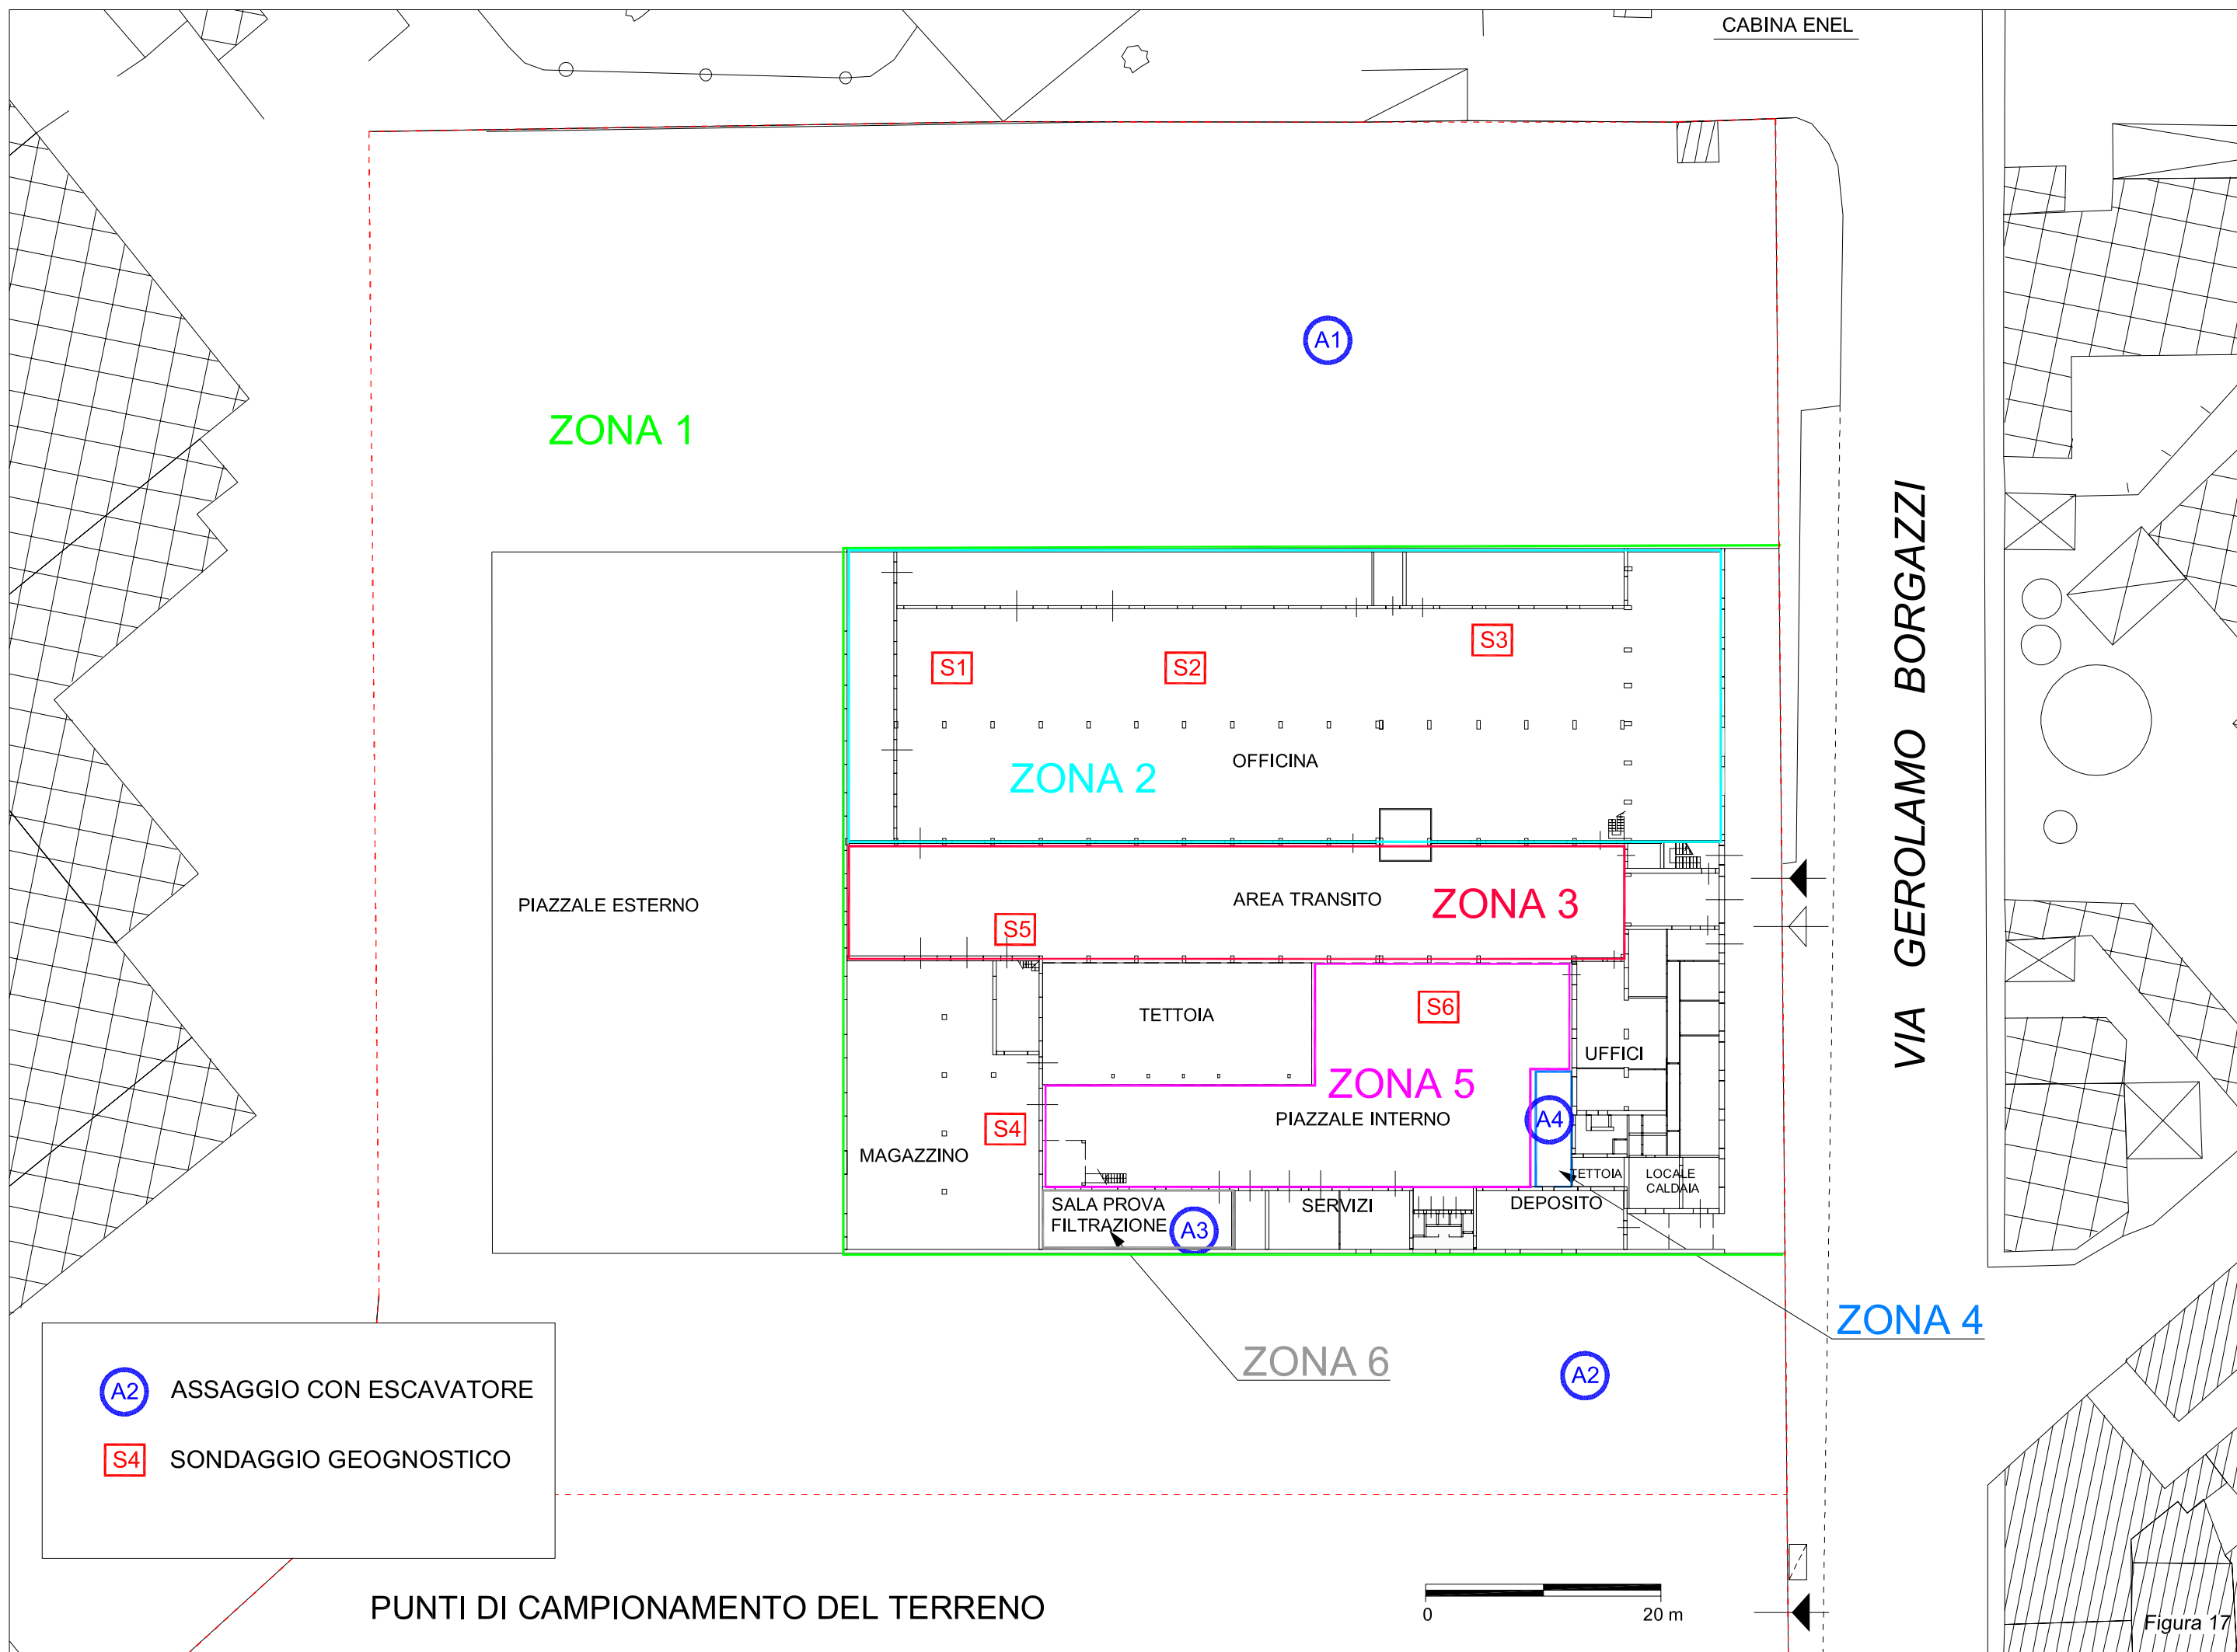 CABINA ENEL
A1
ZONA 1
VIA GEROLAMO BORGAZZI
S3
S1
S2
OFFICINA
ZONA 2
PIAZZALE ESTERNO
AREA TRANSITO
ZONA 3
S5
S6
TETTOIA
UFFICI
ZONA 5
PIAZZALE INTERNO
A4
S4
MAGAZZINO
TETTOIA
LOCALE
CALDAIA
SALA PROVA
FILTRAZIONE
A3
SERVIZI
DEPOSITO
ZONA 4
ZONA 6
A2
A2 ASSAGGIO CON ESCAVATORE
S4 SONDAGGIO GEOGNOSTICO
PUNTI DI CAMPIONAMENTO DEL TERRENO
0 20 m
Figura 17